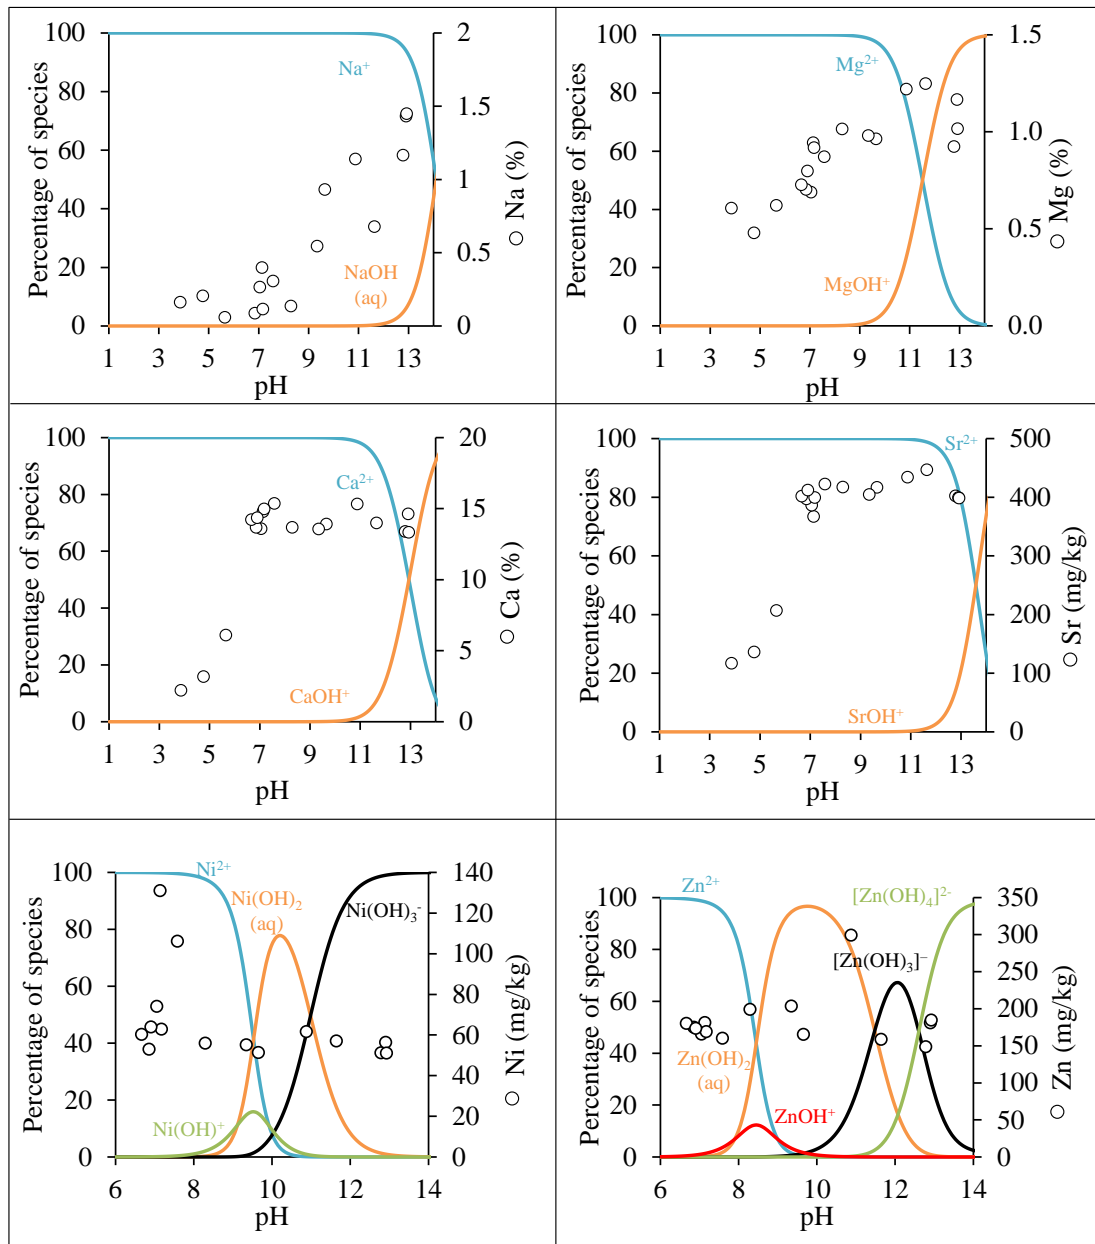 100
80
60
40
20
0
Percentage of species
Na⁺
NaOH
(aq)
2
1.5
1
0.5
0
Na (%)
1 3 5 7 9 11 13
pH
100
80
60
40
20
0
Percentage of species
Mg²⁺
MgOH⁺
1.5
1.0
0.5
0.0
Mg (%)
1 3 5 7 9 11 13
pH
100
80
60
40
20
0
Percentage of species
Ca²⁺
CaOH⁺
20
15
10
5
0
Ca (%)
1 3 5 7 9 11 13
pH
100
80
60
40
20
0
Percentage of species
Sr²⁺
SrOH⁺
500
400
300
200
100
0
Sr (mg/kg)
1 3 5 7 9 11 13
pH
100
80
60
40
20
0
Percentage of species
Ni²⁺
Ni(OH)₂
(aq)
Ni(OH)₃⁻
Ni(OH)⁺
140
120
100
80
60
40
20
0
Ni (mg/kg)
6 8 10 12 14
pH
100
80
60
40
20
0
Percentage of species
Zn²⁺
[Zn(OH)₄]²⁻
[Zn(OH)₃]⁻
Zn(OH)₂
(aq)
ZnOH⁺
350
300
250
200
150
100
50
0
Zn (mg/kg)
6 8 10 12 14
pH